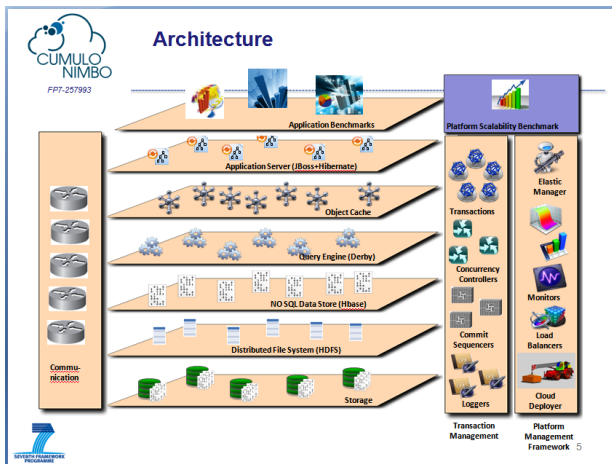 Architecture
CUMULO
NIMBO
FP7-257993
Application Benchmarks
Platform Scalability Benchmark
Application Server (JBoss+Hibernate)
Object Cache
Query Engine (Derby)
NO SQL Data Store (Hbase)
Distributed File System (HDFS)
Storage
Commu-
nication
Transactions
Concurrency
Controllers
Commit
Sequencers
Loggers
Elastic
Manager
Monitors
Load
Balancers
Cloud
Deployer
Transaction
Management
Platform
Management
Framework
5
SEVENTH FRAMEWORK
PROGRAMME